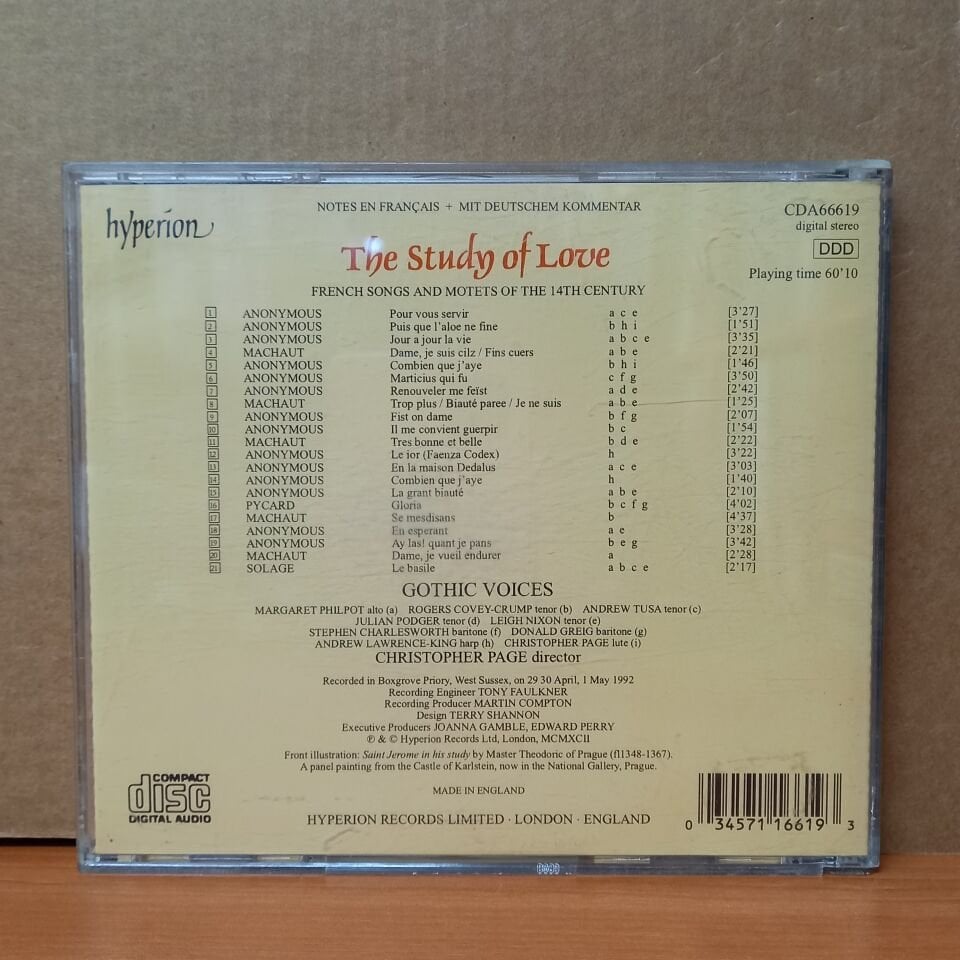 NOTES EN FRANÇAIS + MIT DEUTSCHEM KOMMENTAR
hyperion
CDA66619
digital stereo
DDD
Playing time 60'10
The Study of Love
FRENCH SONGS AND MOTETS OF THE 14TH CENTURY
1 ANONYMOUS Pour vous servir a c e [3'27]
2 ANONYMOUS Puis que l'aloe ne fine b h i [1'51]
3 ANONYMOUS Jour a jour la vie a b c e [3'35]
4 MACHAUT Dame, je suis cilz / Fins cuers a b e [2'21]
5 ANONYMOUS Combien que j'aye b h i [1'46]
6 ANONYMOUS Marticius qui fu c f g [3'50]
7 ANONYMOUS Renouveler me feïst a d e [2'42]
8 MACHAUT Trop plus / Biauté paree / Je ne suis a b e [1'25]
9 ANONYMOUS Fist on dame b f g [2'07]
10 ANONYMOUS Il me convient guerpir b c [1'54]
11 MACHAUT Tres bonne et belle b d e [2'22]
12 ANONYMOUS Le ior (Faenza Codex) h [3'22]
13 ANONYMOUS En la maison Dedalus a c e [3'03]
14 ANONYMOUS Combien que j'aye h [1'40]
15 ANONYMOUS La grant biauté a b e [2'10]
16 PYCARD Gloria b c f g [4'02]
17 MACHAUT Se mesdisans b [4'37]
18 ANONYMOUS En esperant a e [3'28]
19 ANONYMOUS Ay las! quant je pans b e g [3'42]
20 MACHAUT Dame, je vueil endurer a [2'28]
21 SOLAGE Le basile a b c e [2'17]
GOTHIC VOICES
MARGARET PHILPOT alto (a) ROGERS COVEY-CRUMP tenor (b) ANDREW TUSA tenor (c)
JULIAN PODGER tenor (d) LEIGH NIXON tenor (e)
STEPHEN CHARLESWORTH baritone (f) DONALD GREIG baritone (g)
ANDREW LAWRENCE-KING harp (h) CHRISTOPHER PAGE lute (i)
CHRISTOPHER PAGE director
Recorded in Boxgrove Priory, West Sussex, on 29 30 April, 1 May 1992
Recording Engineer TONY FAULKNER
Recording Producer MARTIN COMPTON
Design TERRY SHANNON
Executive Producers JOANNA GAMBLE, EDWARD PERRY
℗ & © Hyperion Records Ltd, London, MCMXCII
Front illustration: Saint Jerome in his study by Master Theodoric of Prague (fl1348-1367).
A panel painting from the Castle of Karlstein, now in the National Gallery, Prague.
MADE IN ENGLAND
COMPACT
disc
DIGITAL AUDIO
HYPERION RECORDS LIMITED · LONDON · ENGLAND
0 34571 16619 3